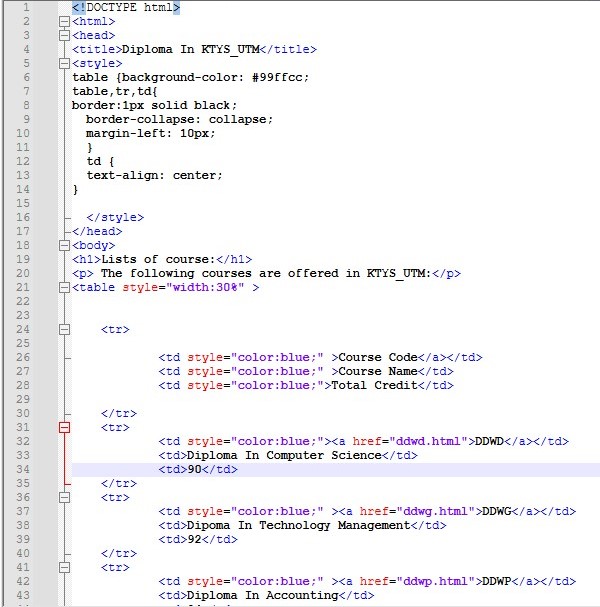 1 <!DOCTYPE html>
2 <html>
3 <head>
4 <title>Diploma In KTYS_UTM</title>
5 <style>
6 table {background-color: #99ffcc;
7 table,tr,td{
8 border:1px solid black;
9 border-collapse: collapse;
10 margin-left: 10px;
11 }
12 td {
13 text-align: center;
14 }
15
16 </style>
17 </head>
18 <body>
19 <h1>Lists of course:</h1>
20 <p> The following courses are offered in KTYS_UTM:</p>
21 <table style="width:30%" >
22
23
24 <tr>
25
26 <td style="color:blue;" >Course Code</a></td>
27 <td style="color:blue;" >Course Name</td>
28 <td style="color:blue;">Total Credit</td>
29
30 </tr>
31 <tr>
32 <td style="color:blue;"><a href="ddwd.html">DDWD</a></td>
33 <td>Diploma In Computer Science</td>
34 <td>90</td>
35 </tr>
36 <tr>
37 <td style="color:blue;" ><a href="ddwg.html">DDWG</a></td>
38 <td>Dipoma In Technology Management</td>
39 <td>92</td>
40 </tr>
41 <tr>
42 <td style="color:blue;" ><a href="ddwp.html">DDWP</a></td>
43 <td>Diploma In Accounting</td>